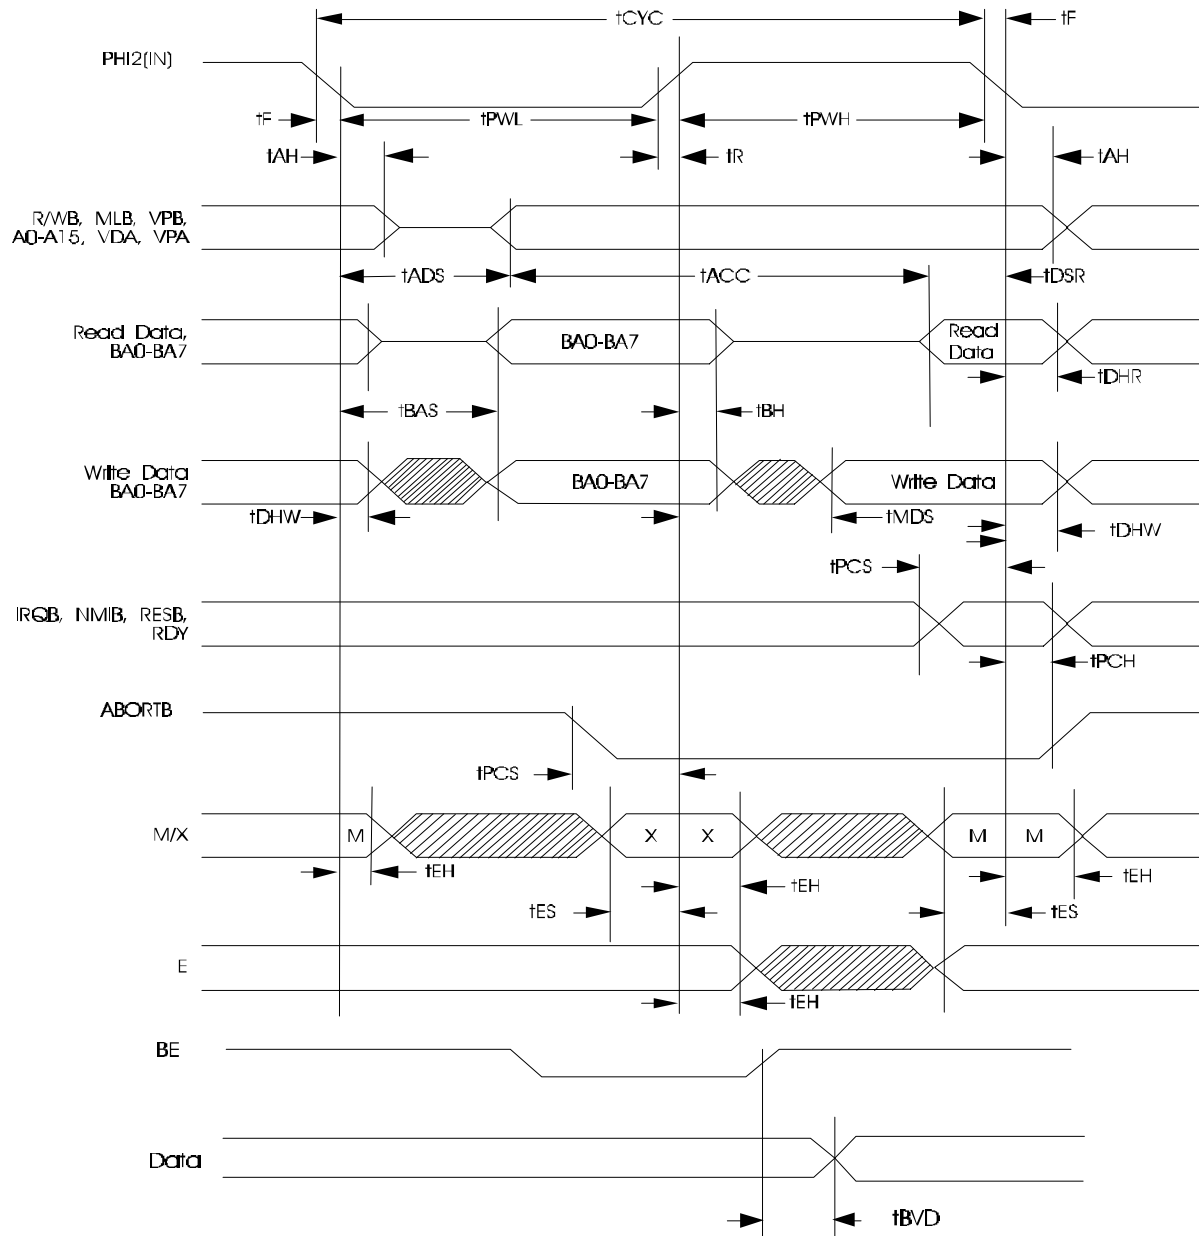 tCYC tF
PHI2(IN)
tF tPWL tPWH
tAH tR tAH
R/WB, MLB, VPB,
A0-A15, VDA, VPA
tADS tACC tDSR
Read Data,
BA0-BA7
BA0-BA7
Read
Data
tDHR
tBAS tBH
Write Data
BA0-BA7
BA0-BA7 Write Data
tDHW tMDS tDHW
tPCS
IRQB, NMIB, RESB,
RDY
tPCH
ABORTB
tPCS
M/X M X X M M
tEH tEH tEH
tES tES
E
tEH
BE
Data
tBVD